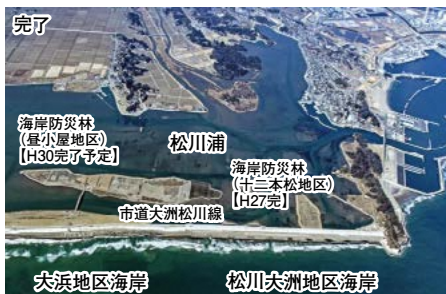 完了
海岸防災林
（昼小屋地区）
【H30完了予定】
松川浦
海岸防災林
（十二本松地区）
【H27完】
市道大洲松川線
大浜地区海岸
松川大洲地区海岸